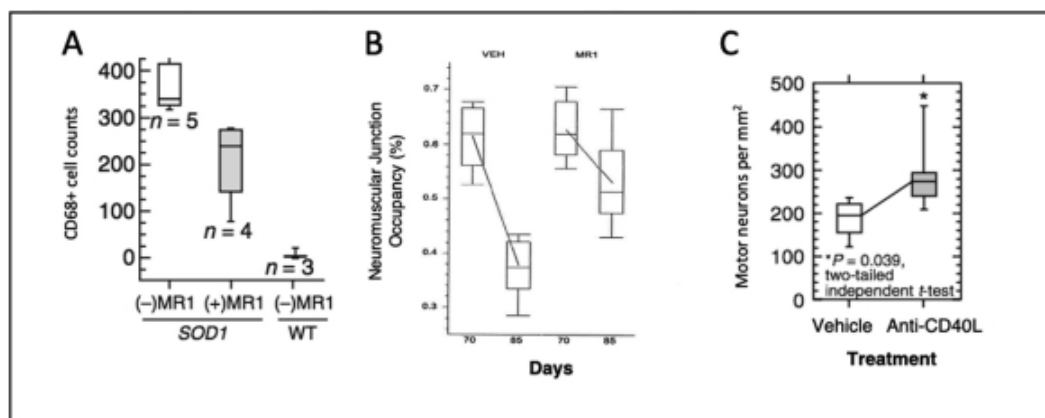 A
CD68+ cell counts
400
300
200
100
0
n = 5
n = 4
n = 3
(–)MR1 (+)MR1 (–)MR1
SOD1 WT
B
VEH MR1
Neuromuscular Junction
Occupancy (%)
0.7
0.6
0.5
0.4
0.3
70 85 70 85
Days
C
Motor neurons per mm²
500
400
300
200
100
0
*
*P = 0.039,
two-tailed
independent t-test
Vehicle Anti-CD40L
Treatment